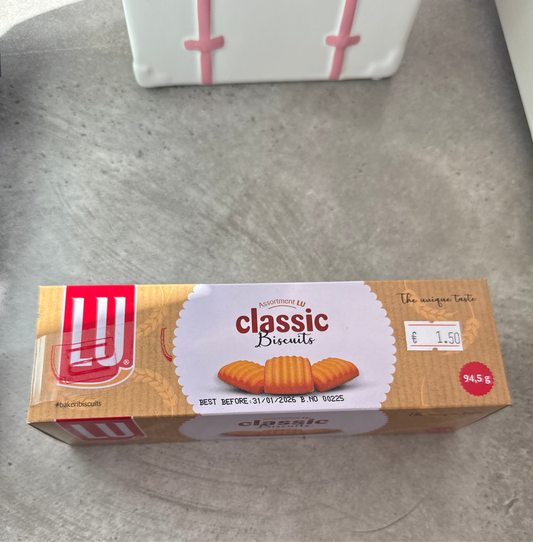 LU
Assortment LU
classic
Biscuits
The unique taste
€ 1.50
94,5 g
#bakeribiscuits
BEST BEFORE:31/01/2026 B.NO 00225
LU
classic
Biscuits